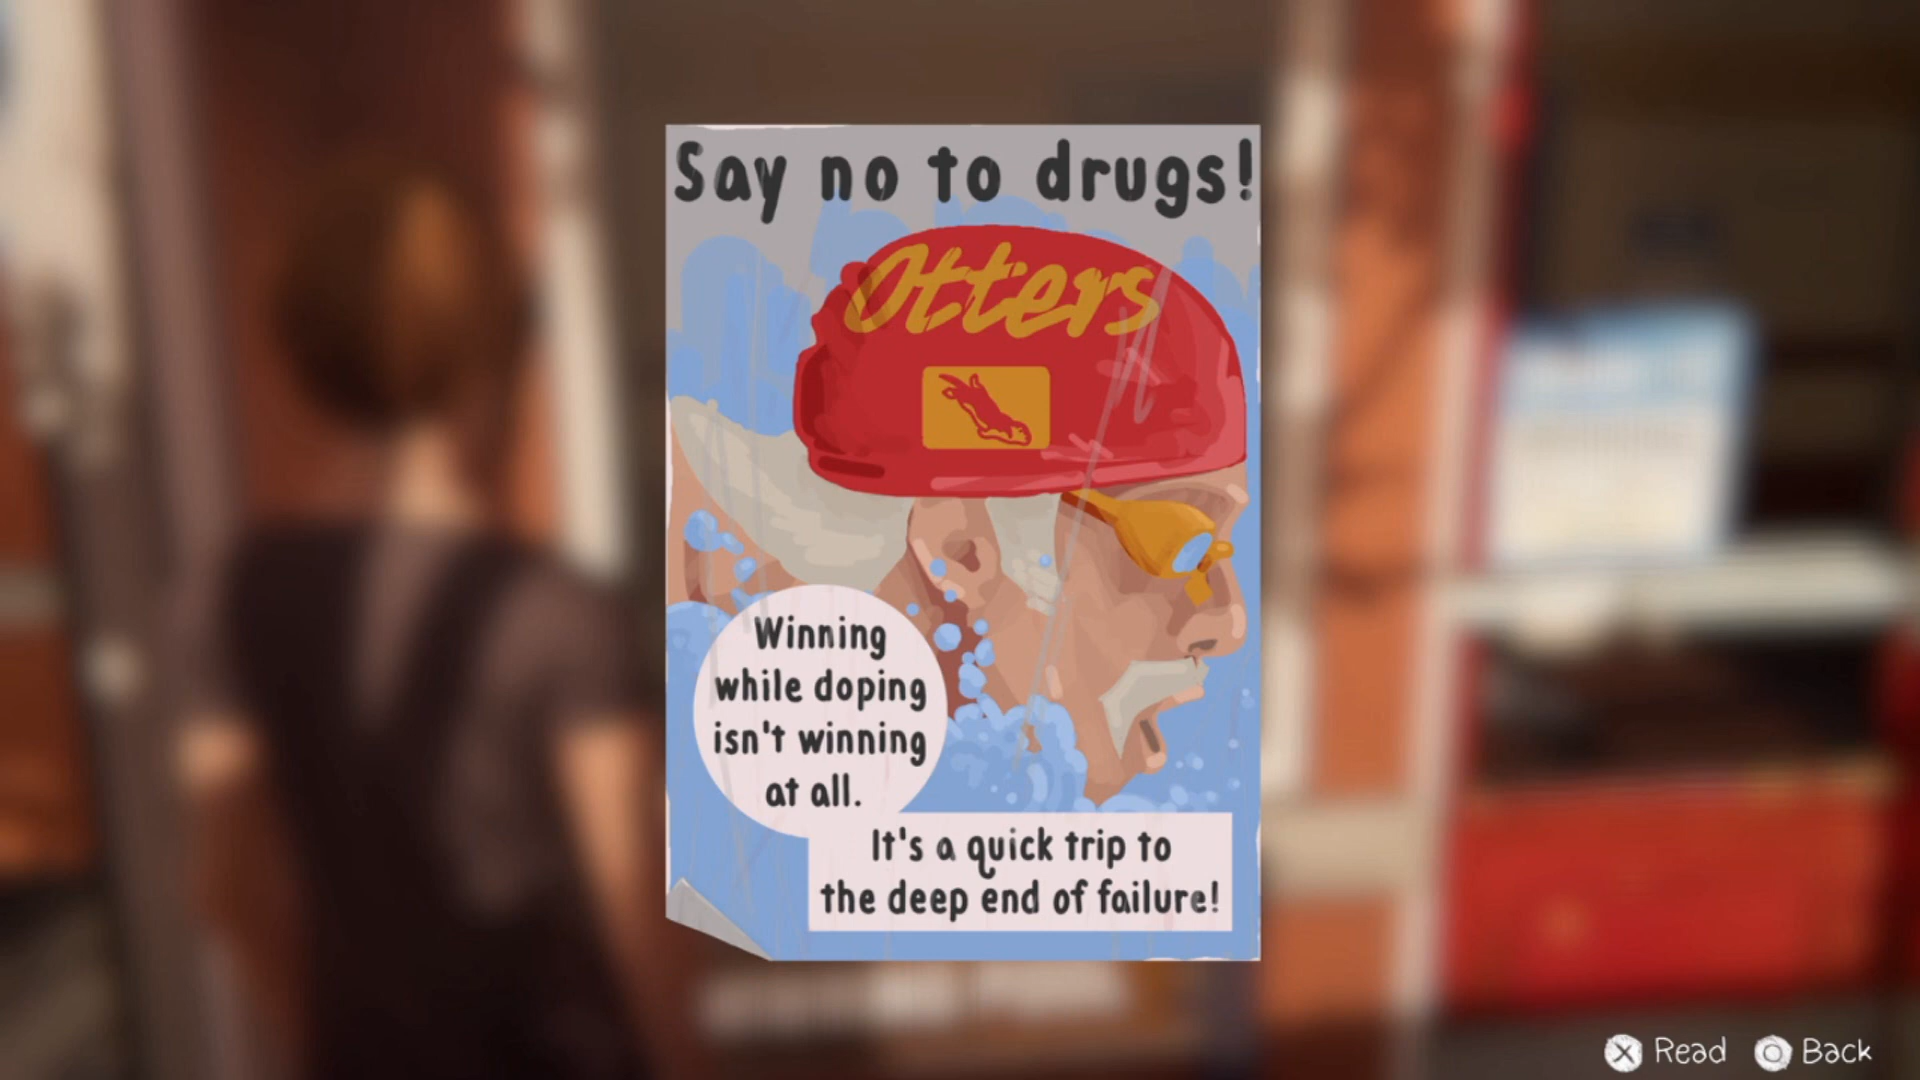 Say no to drugs!
Otters
Winning
while doping
isn't winning
at all.
It's a quick trip to
the deep end of failure!
Read
Back